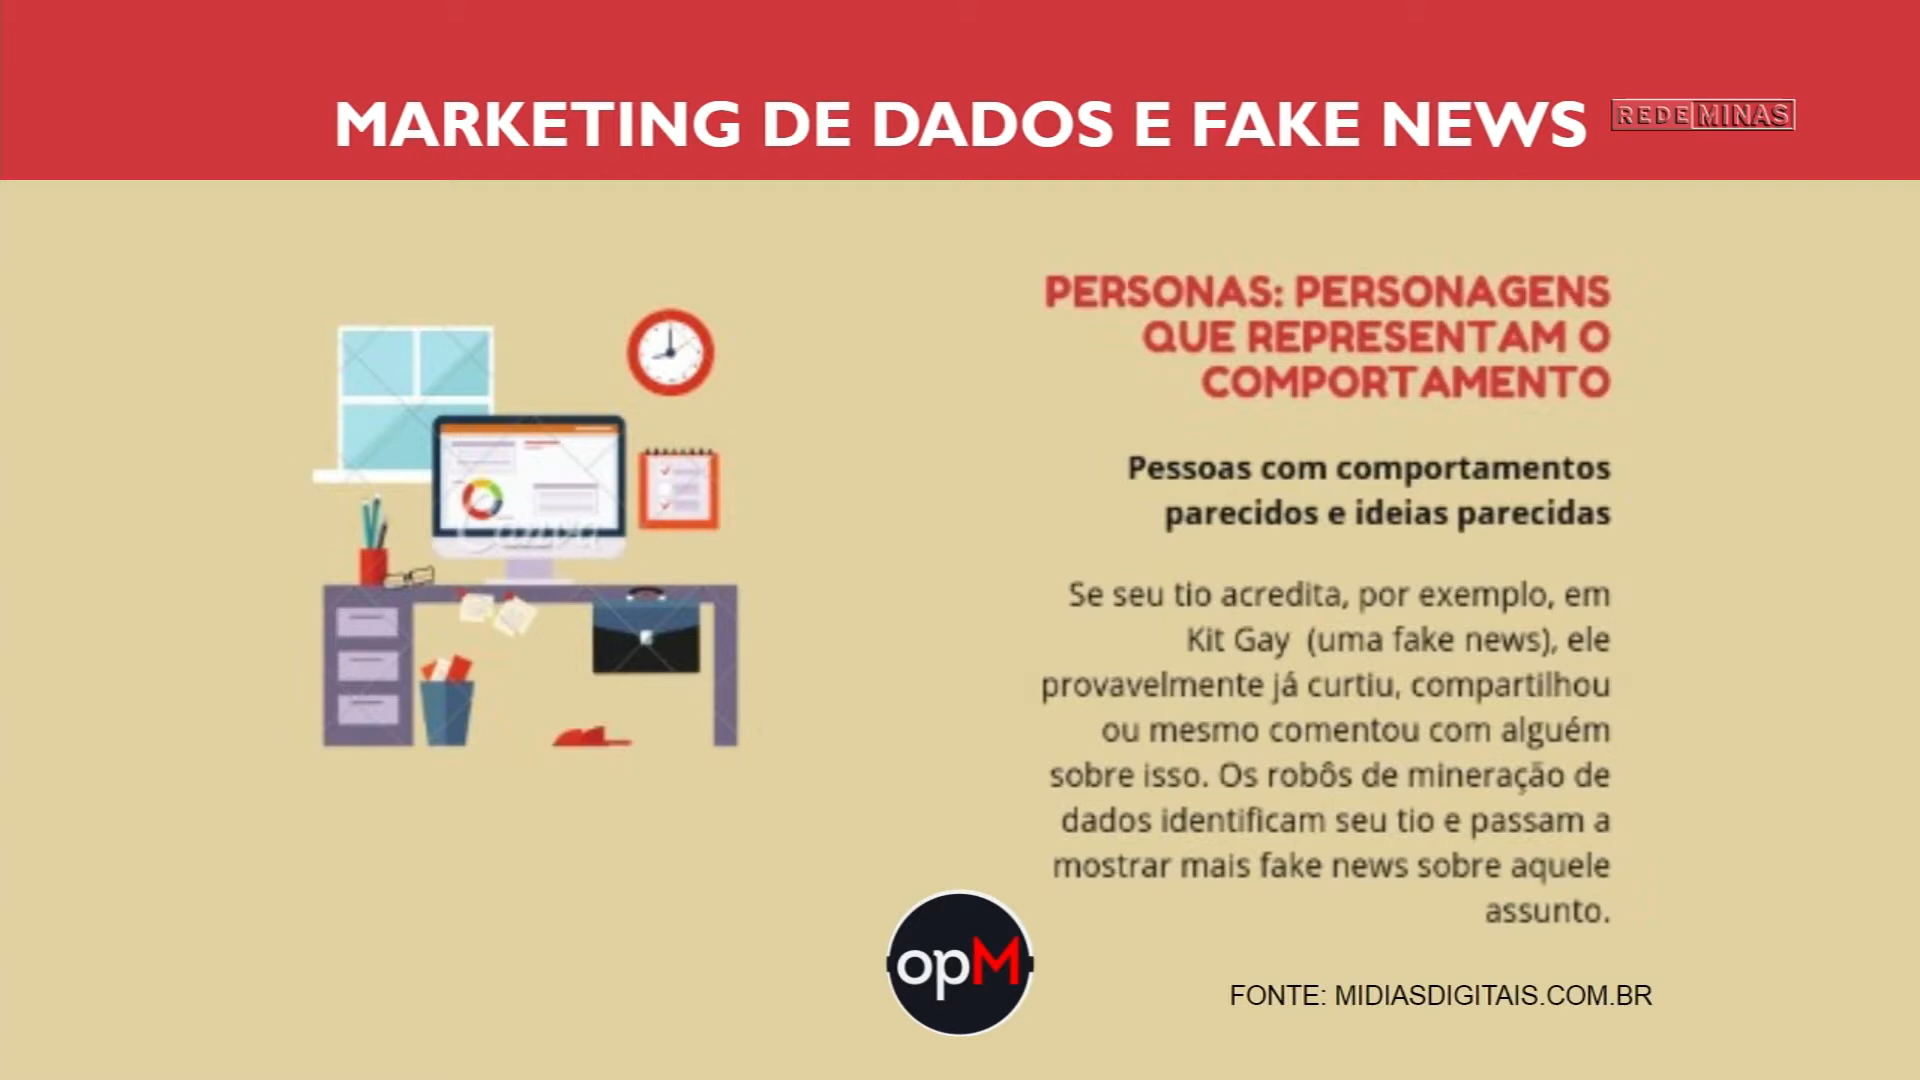 MARKETING DE DADOS E FAKE NEWS
REDE MINAS
PERSONAS: PERSONAGENS
QUE REPRESENTAM O
COMPORTAMENTO
Pessoas com comportamentos
parecidos e ideias parecidas
Se seu tio acredita, por exemplo, em
Kit Gay (uma fake news), ele
provavelmente já curtiu, compartilhou
ou mesmo comentou com alguém
sobre isso. Os robôs de mineração de
dados identificam seu tio e passam a
mostrar mais fake news sobre aquele
assunto.
Canva
opM
FONTE: MIDIASDIGITAIS.COM.BR